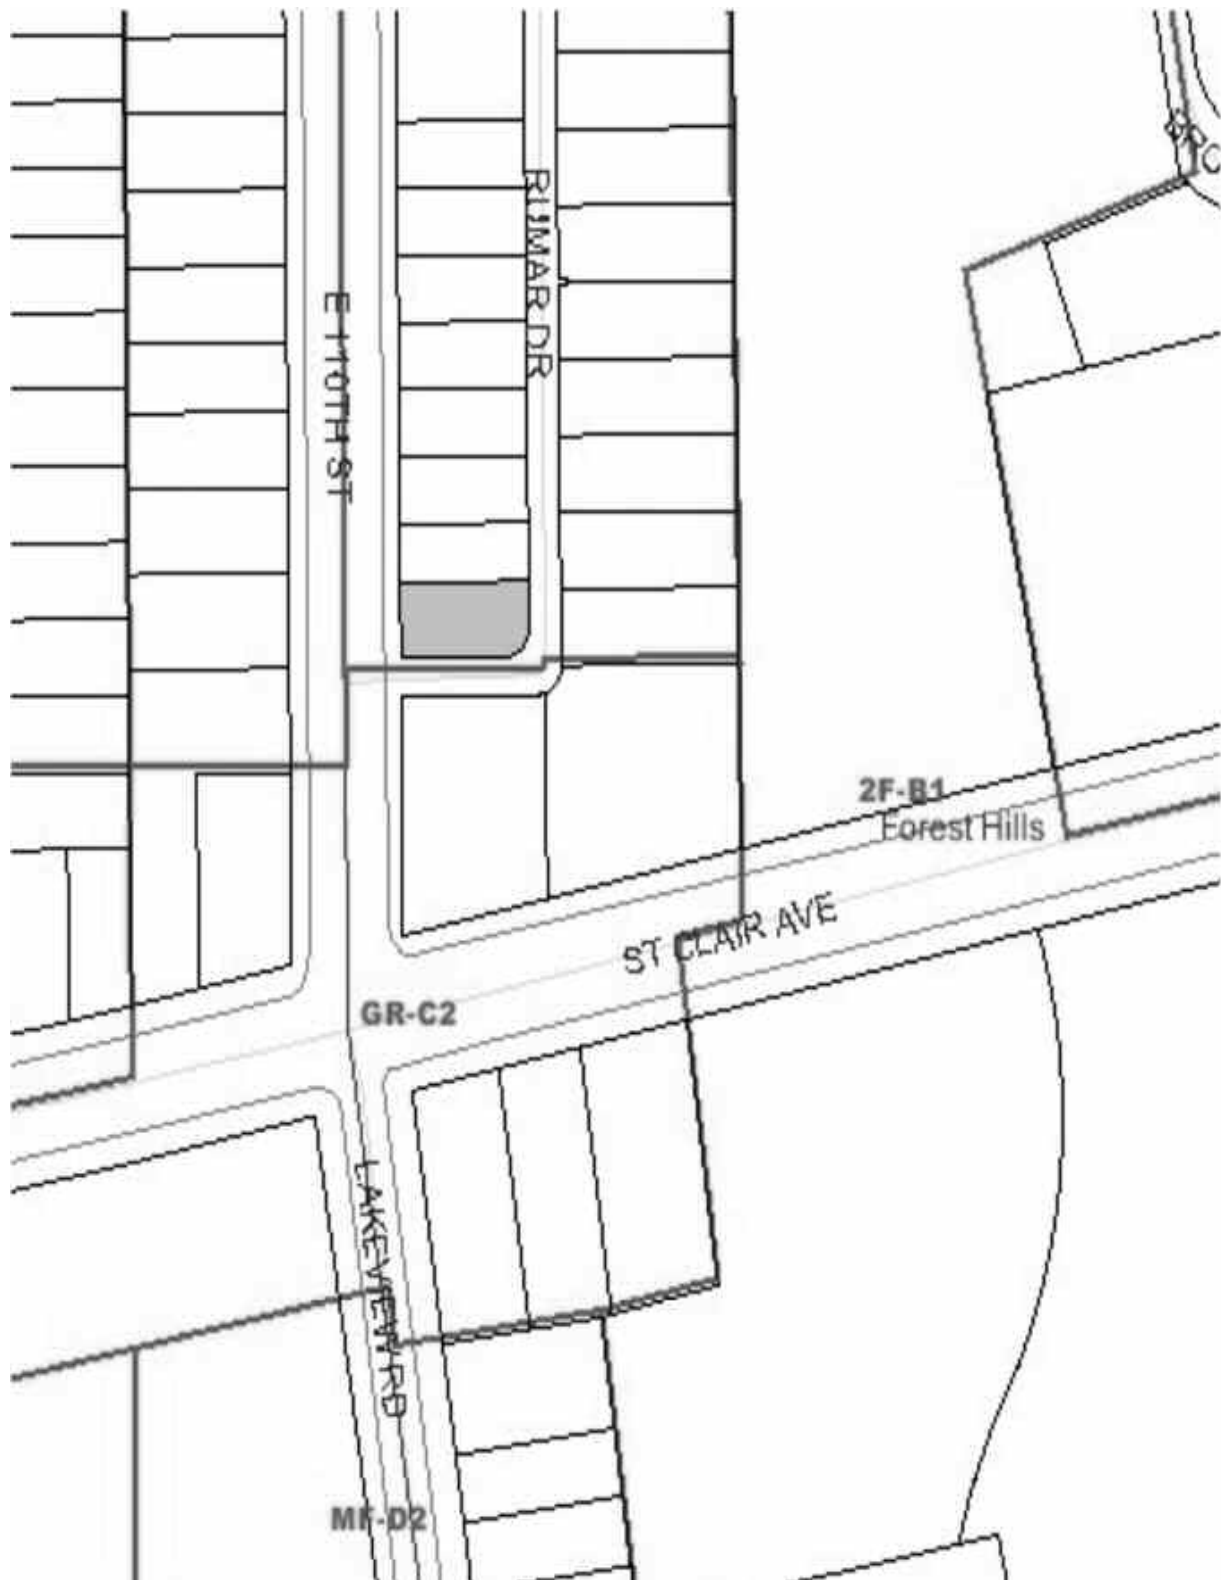 RUMAR DR
E 110TH ST
2F-B1
Forest Hills
ST CLAIR AVE
GR-C2
LAKEVIEW RD
MF-D2